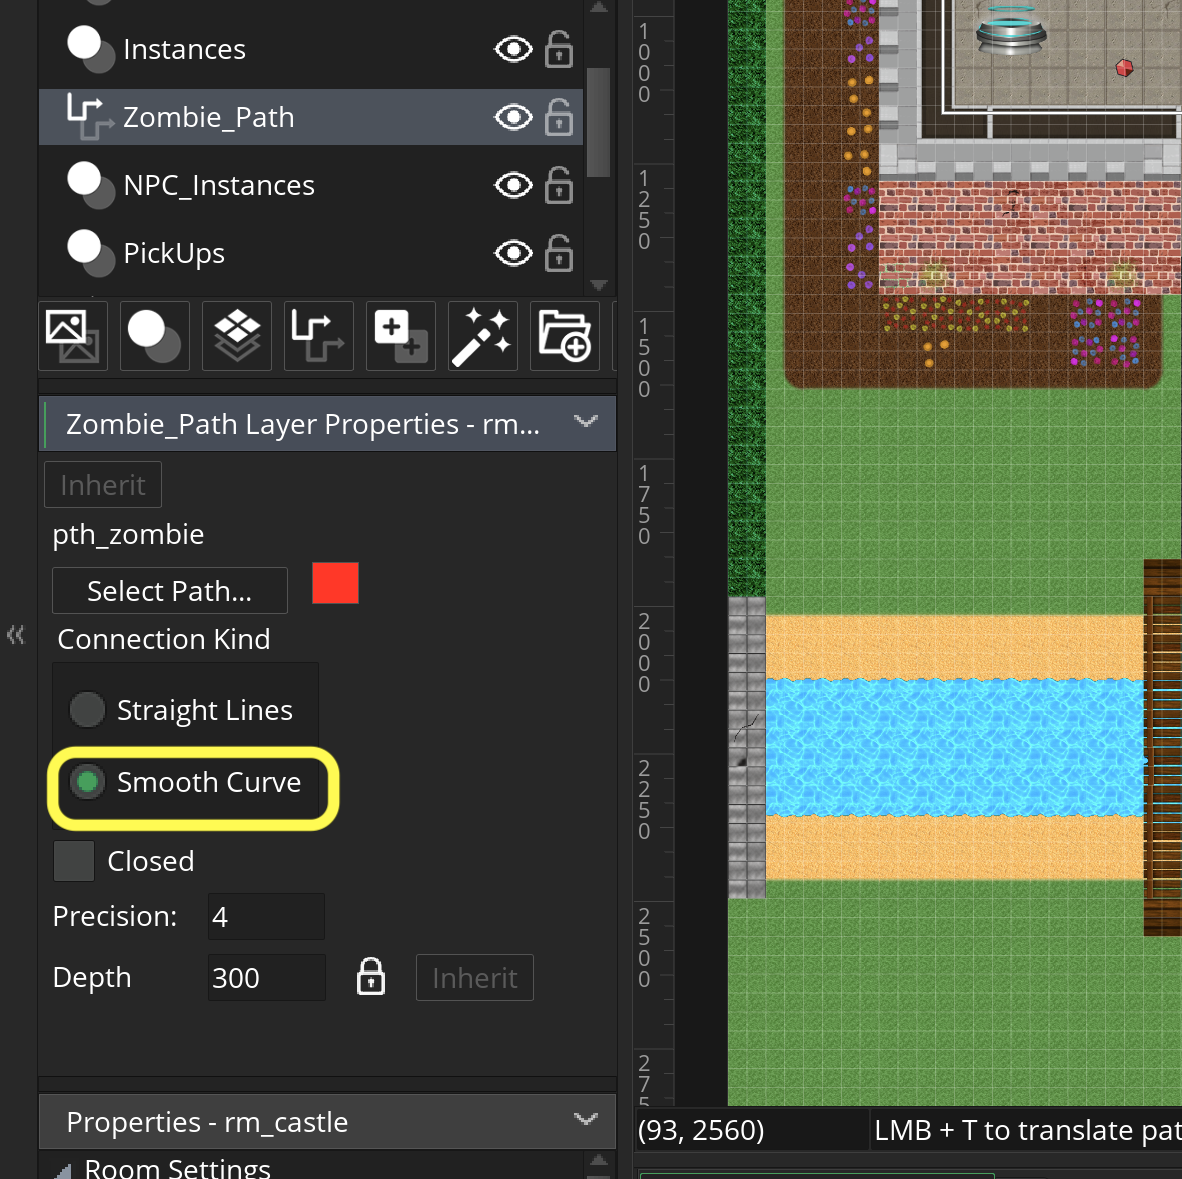 Instances
Zombie_Path
NPC_Instances
PickUps
Zombie_Path Layer Properties - rm...
Inherit
pth_zombie
Select Path...
Connection Kind
Straight Lines
Smooth Curve
Closed
Precision: 4
Depth 300 Inherit
Properties - rm_castle
Room Settings
1000
1250
1500
1750
2000
2250
2500
275
(93, 2560) LMB + T to translate pat